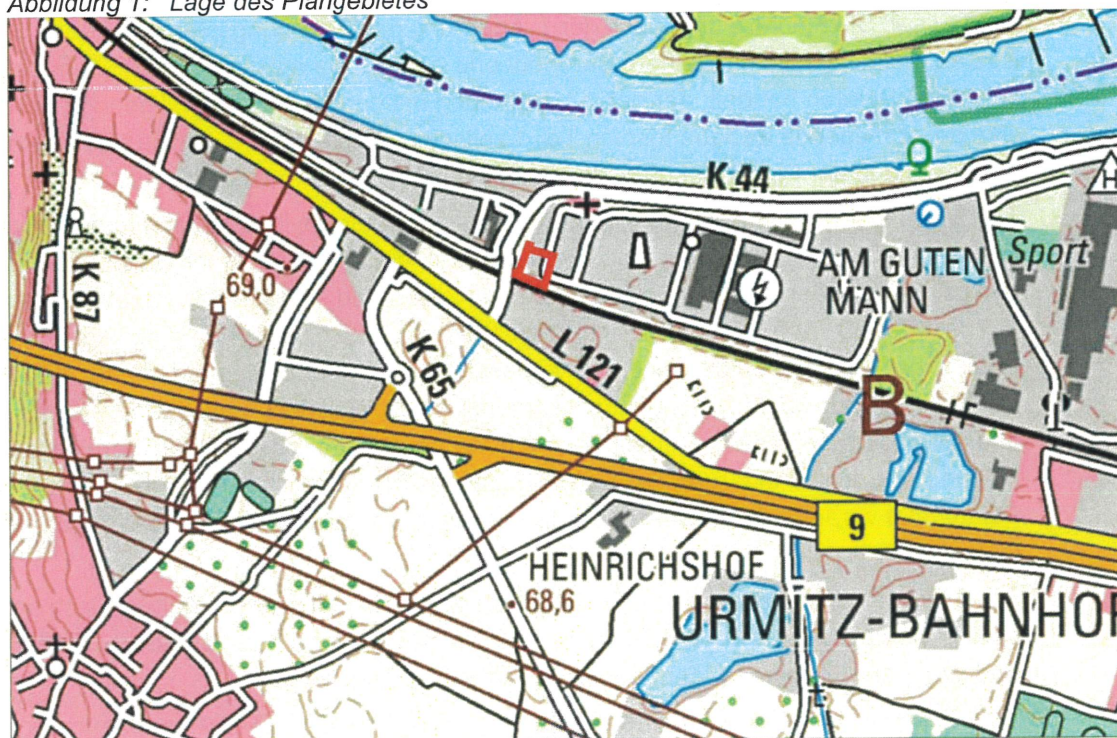 Abbildung 1: Lage des Plangebietes
K 44
AM GUTEN
MANN
Sport
H
K 87
69,0
K 65
L 121
B
9
HEINRICHSHOF
68,6
URMITZ-BAHNHOF